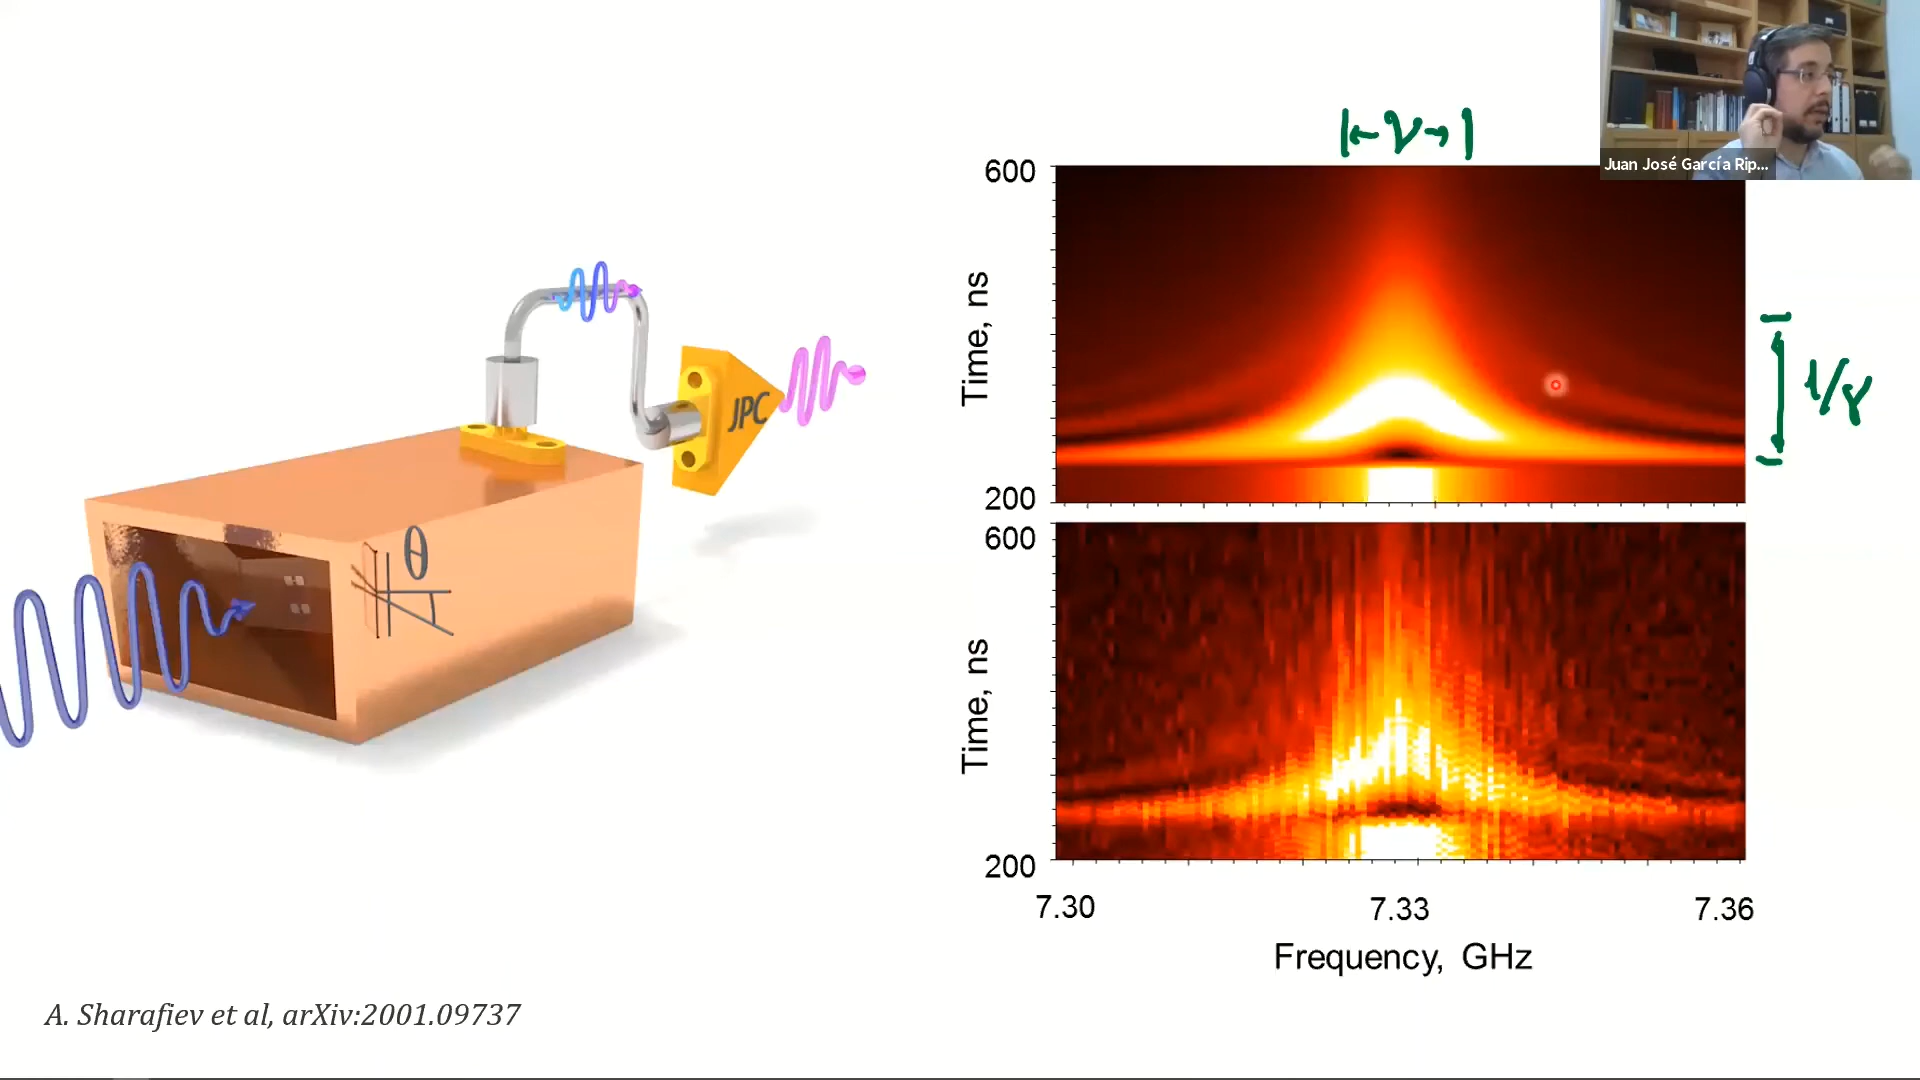 Juan José García Rip...
|← γ →|
600
Time, ns
1/γ
200
JPC
θ
600
Time, ns
200
7.30
7.33
7.36
Frequency, GHz
A. Sharafiev et al, arXiv:2001.09737